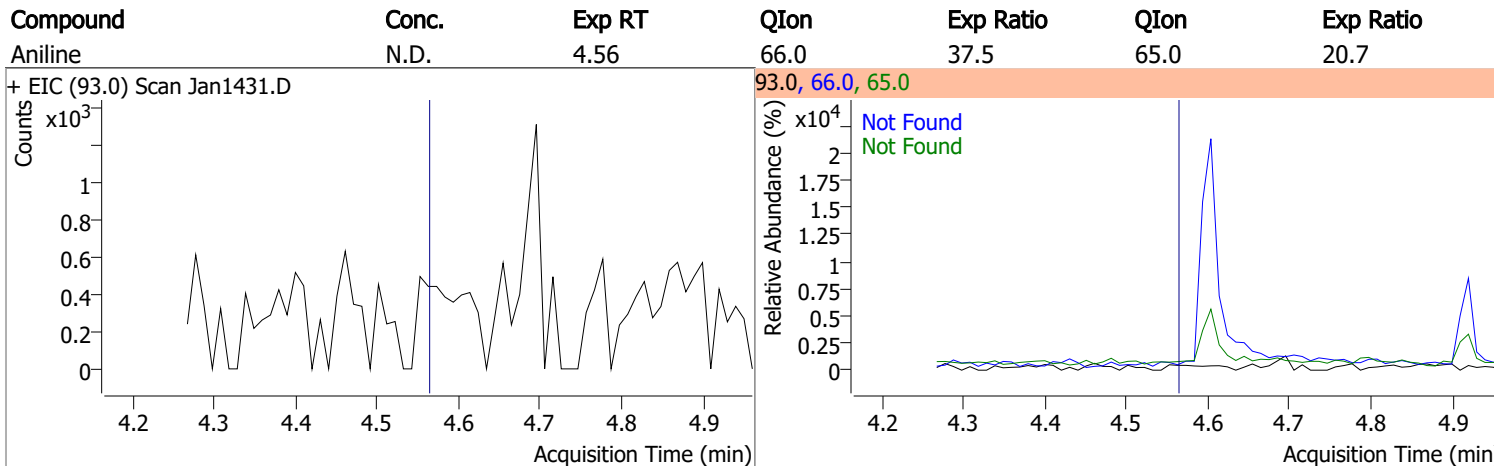 Compound Conc. Exp RT QIon Exp Ratio QIon Exp Ratio
Aniline N.D. 4.56 66.0 37.5 65.0 20.7
+ EIC (93.0) Scan Jan1431.D
Counts
x10³
1
0.8
0.6
0.4
0.2
0
4.2 4.3 4.4 4.5 4.6 4.7 4.8 4.9
Acquisition Time (min)
93.0, 66.0, 65.0
Relative Abundance (%)
x10⁴
Not Found
Not Found
2
1.75
1.5
1.25
1
0.75
0.5
0.25
0
4.2 4.3 4.4 4.5 4.6 4.7 4.8 4.9
Acquisition Time (min